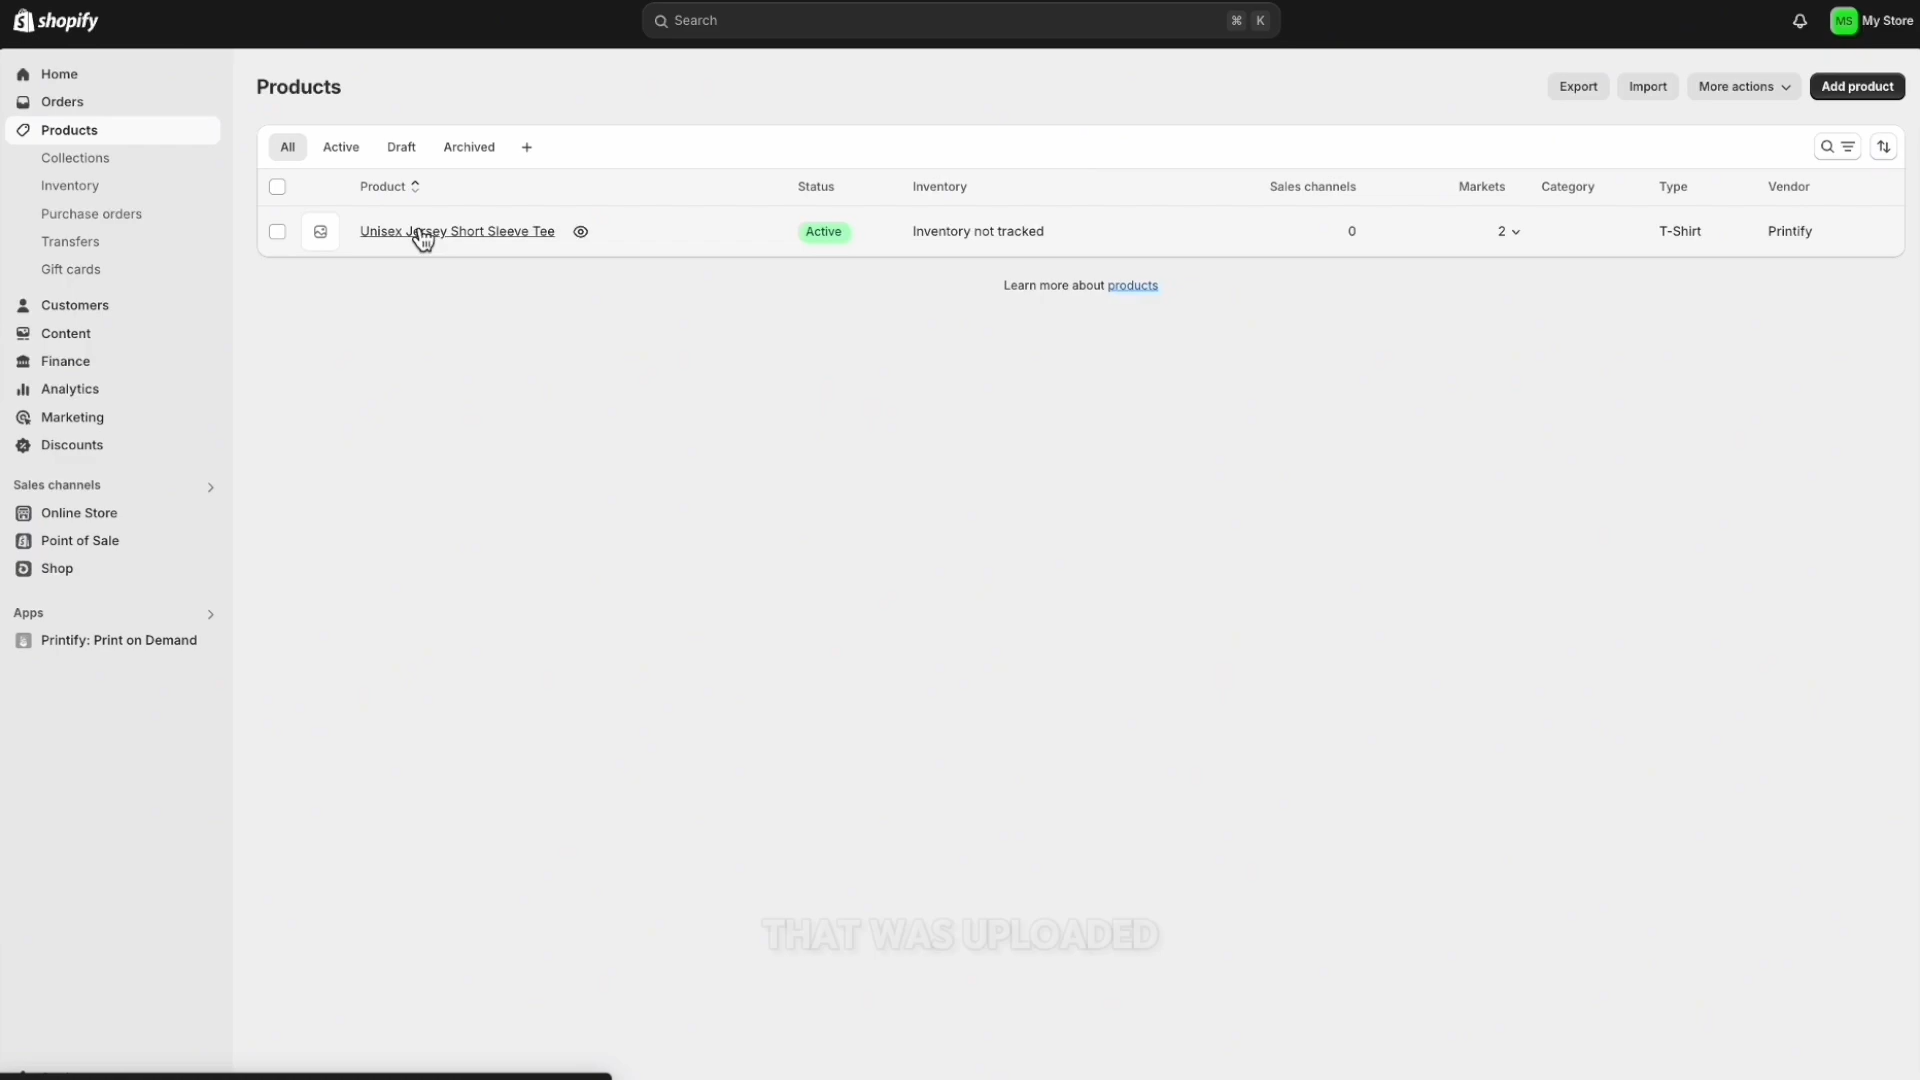 shopify
Search
⌘ K
MS My Store
Home
Orders
Products
Collections
Inventory
Purchase orders
Transfers
Gift cards
Customers
Content
Finance
Analytics
Marketing
Discounts
Sales channels
Online Store
Point of Sale
Shop
Apps
Printify: Print on Demand
Products
Export Import More actions Add product
All Active Draft Archived +
Product Status Inventory Sales channels Markets Category Type Vendor
Unisex Jersey Short Sleeve Tee Active Inventory not tracked 0 2 T-Shirt Printify
Learn more about products
THAT WAS UPLOADED